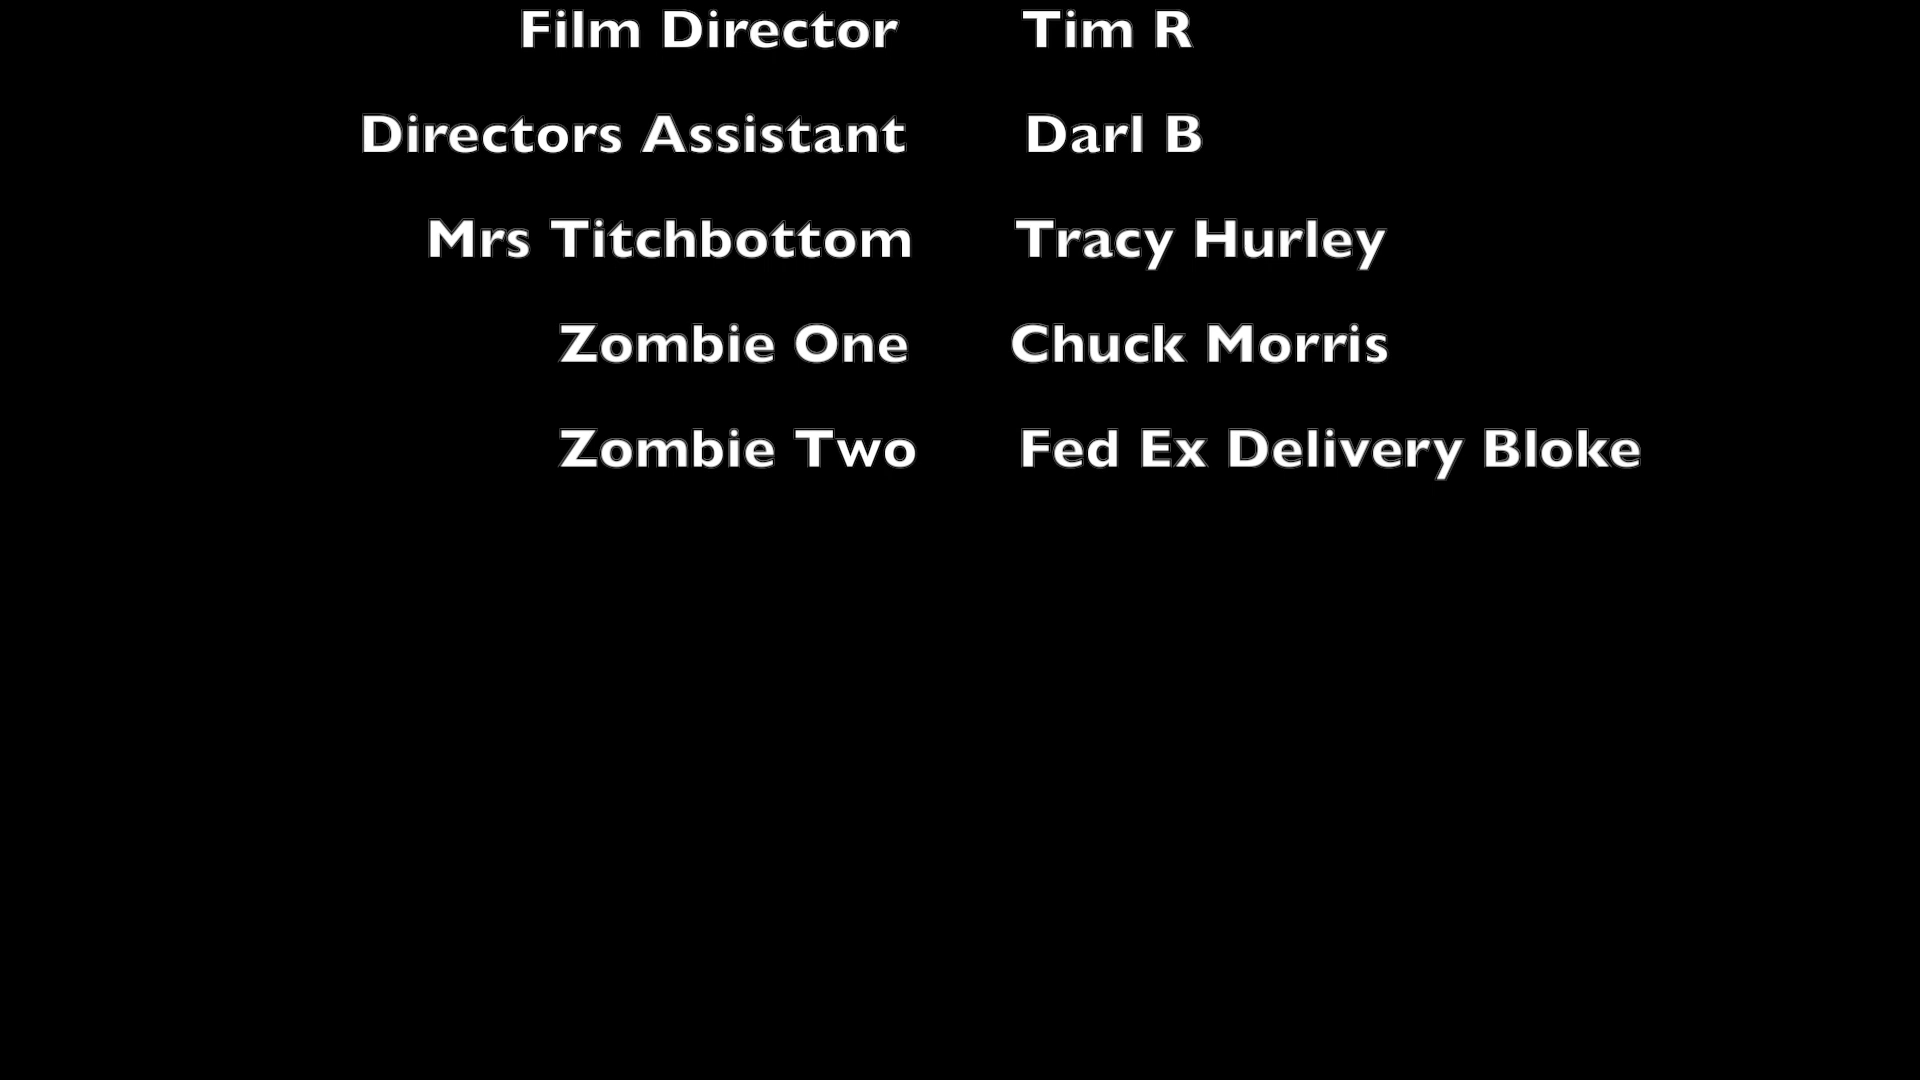 Film Director Tim R
Directors Assistant Darl B
Mrs Titchbottom Tracy Hurley
Zombie One Chuck Morris
Zombie Two Fed Ex Delivery Bloke